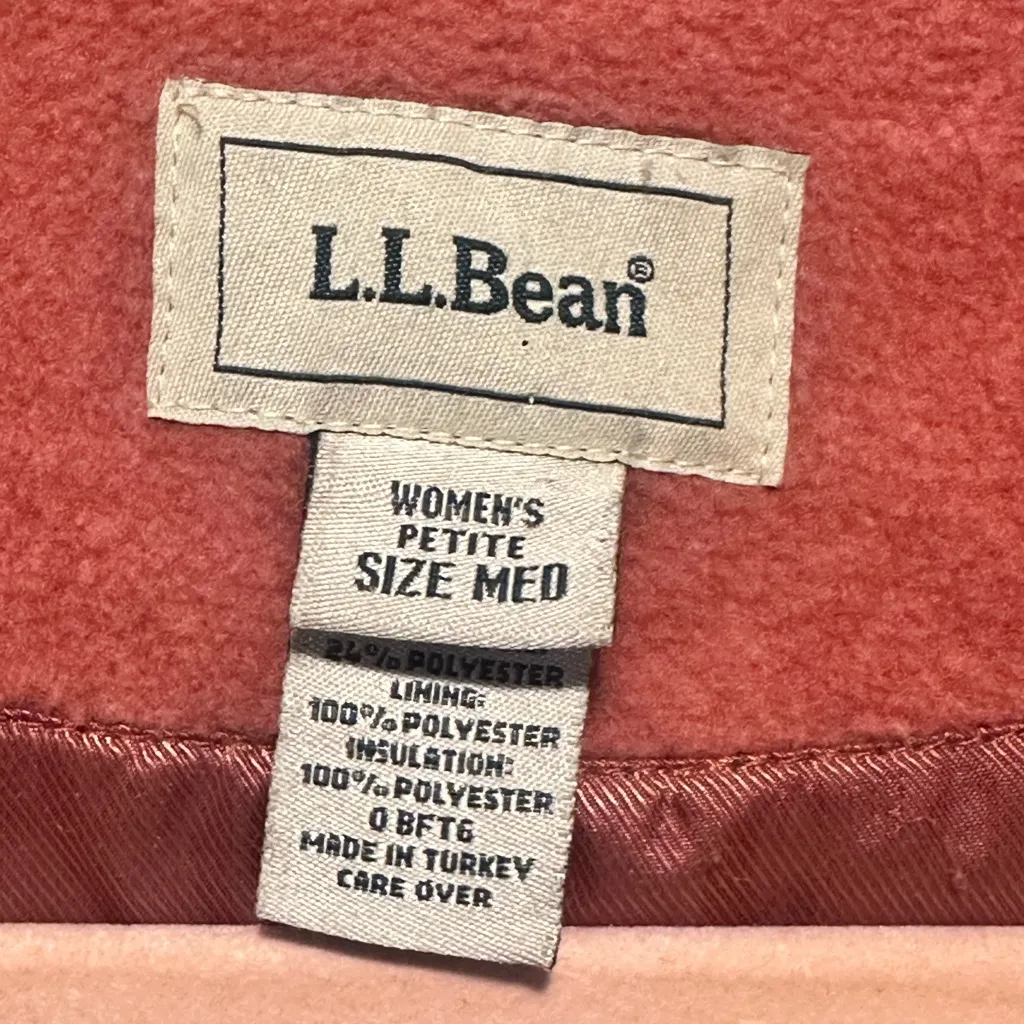 L.L.Bean®
WOMEN'S
PETITE
SIZE MED
24% POLYESTER
LINING:
100% POLYESTER
INSULATION:
100% POLYESTER
0 BFT6
MADE IN TURKEY
CARE OVER